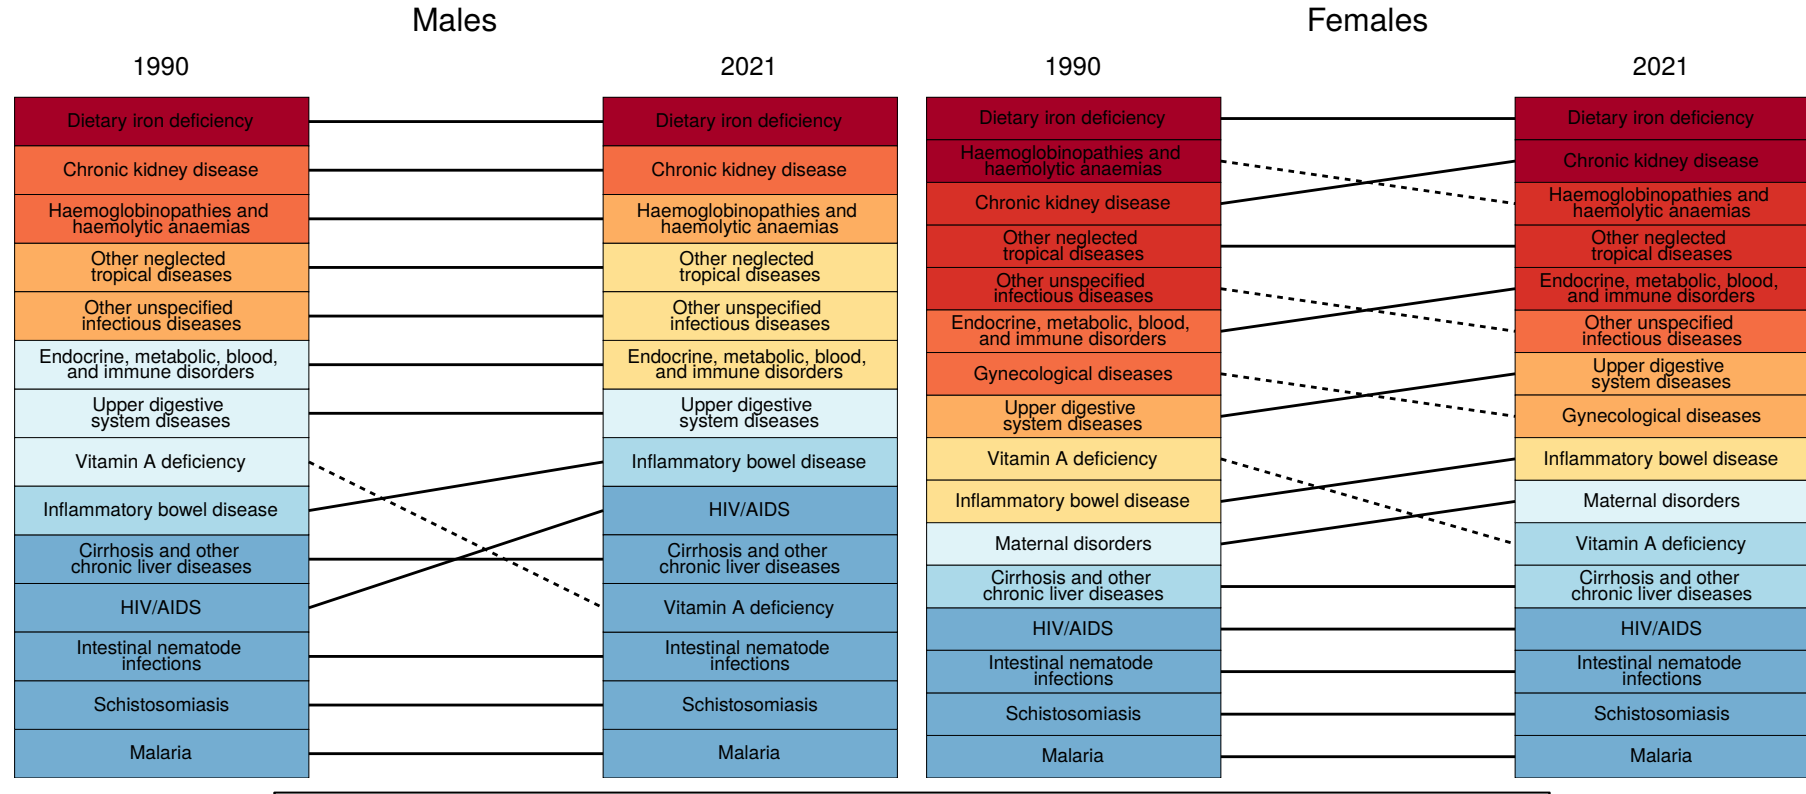 Males
1990
2021
Dietary iron deficiency
Chronic kidney disease
Haemoglobinopathies and
haemolytic anaemias
Other neglected
tropical diseases
Other unspecified
infectious diseases
Endocrine, metabolic, blood,
and immune disorders
Upper digestive
system diseases
Vitamin A deficiency
Inflammatory bowel disease
Cirrhosis and other
chronic liver diseases
HIV/AIDS
Intestinal nematode
infections
Schistosomiasis
Malaria
Dietary iron deficiency
Chronic kidney disease
Haemoglobinopathies and
haemolytic anaemias
Other neglected
tropical diseases
Other unspecified
infectious diseases
Endocrine, metabolic, blood,
and immune disorders
Upper digestive
system diseases
Inflammatory bowel disease
HIV/AIDS
Cirrhosis and other
chronic liver diseases
Vitamin A deficiency
Intestinal nematode
infections
Schistosomiasis
Malaria
Females
1990
2021
Dietary iron deficiency
Haemoglobinopathies and
haemolytic anaemias
Chronic kidney disease
Other neglected
tropical diseases
Other unspecified
infectious diseases
Endocrine, metabolic, blood,
and immune disorders
Gynecological diseases
Upper digestive
system diseases
Vitamin A deficiency
Inflammatory bowel disease
Maternal disorders
Cirrhosis and other
chronic liver diseases
HIV/AIDS
Intestinal nematode
infections
Schistosomiasis
Malaria
Dietary iron deficiency
Chronic kidney disease
Haemoglobinopathies and
haemolytic anaemias
Other neglected
tropical diseases
Endocrine, metabolic, blood,
and immune disorders
Other unspecified
infectious diseases
Upper digestive
system diseases
Gynecological diseases
Inflammatory bowel disease
Maternal disorders
Vitamin A deficiency
Cirrhosis and other
chronic liver diseases
HIV/AIDS
Intestinal nematode
infections
Schistosomiasis
Malaria